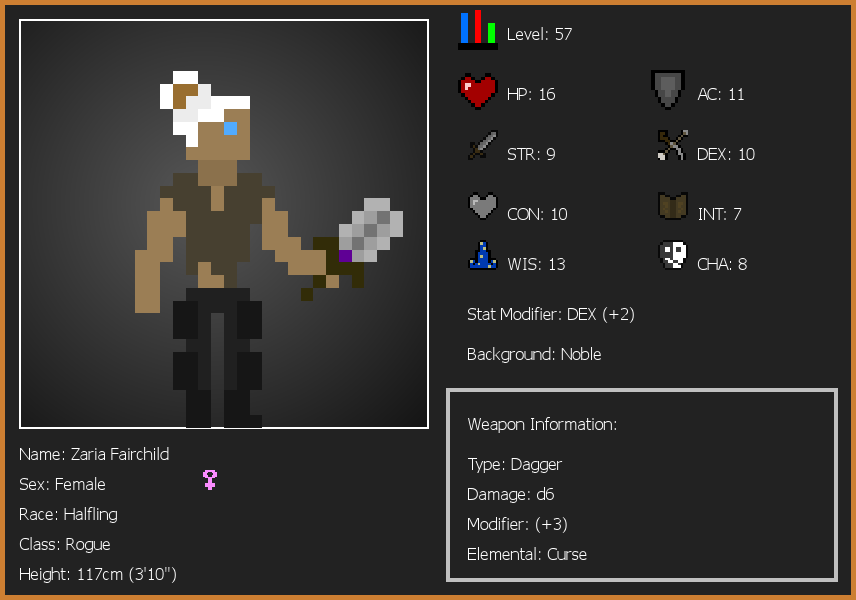 Level: 57
HP: 16
AC: 11
STR: 9
DEX: 10
CON: 10
INT: 7
WIS: 13
CHA: 8
Stat Modifier: DEX (+2)
Background: Noble
Weapon Information:
Type: Dagger
Damage: d6
Modifier: (+3)
Elemental: Curse
Name: Zaria Fairchild
Sex: Female
Race: Halfling
Class: Rogue
Height: 117cm (3'10")